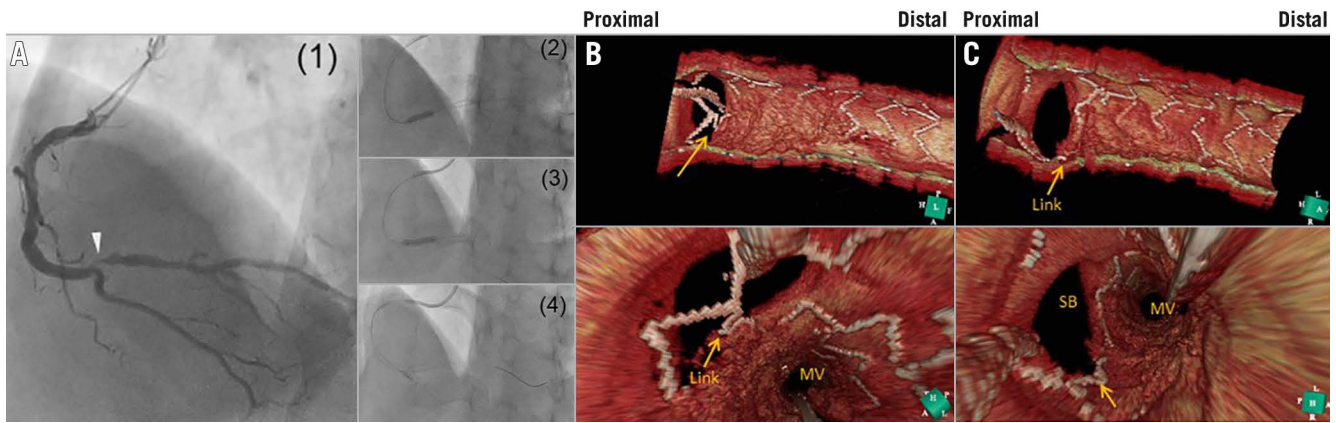 Proximal Distal Proximal Distal
A (1) (2) B C
(3)
(4)
Link
Link
MV
SB MV
P
H L F
A
L
H A
R
H P
A L
L
P H A
R